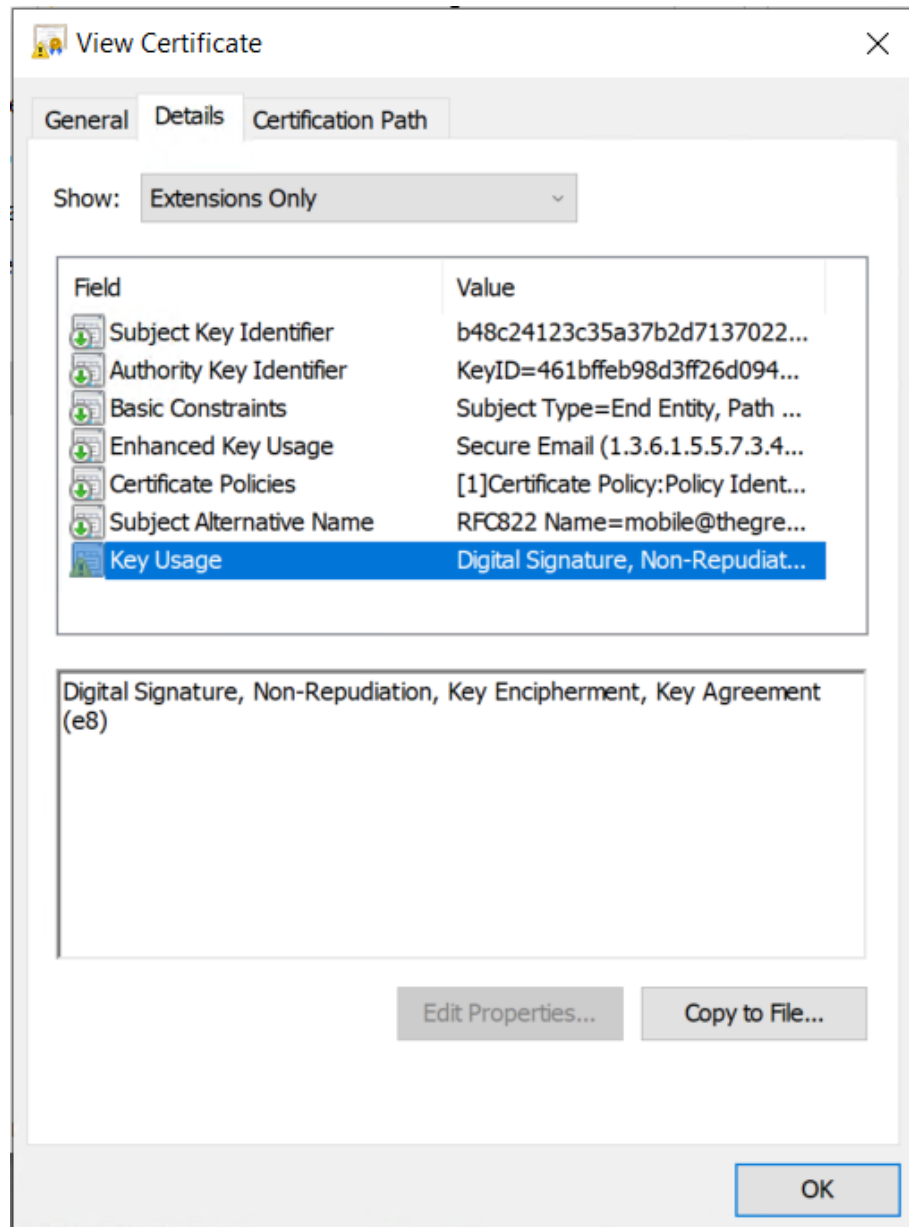 View Certificate
General Details Certification Path
Show: Extensions Only
Field Value
Subject Key Identifier b48c24123c35a37b2d7137022...
Authority Key Identifier KeyID=461bffeb98d3ff26d094...
Basic Constraints Subject Type=End Entity, Path ...
Enhanced Key Usage Secure Email (1.3.6.1.5.5.7.3.4...
Certificate Policies [1]Certificate Policy:Policy Ident...
Subject Alternative Name RFC822 Name=mobile@thegre...
Key Usage Digital Signature, Non-Repudiat...
Digital Signature, Non-Repudiation, Key Encipherment, Key Agreement
(e8)
Edit Properties... Copy to File...
OK